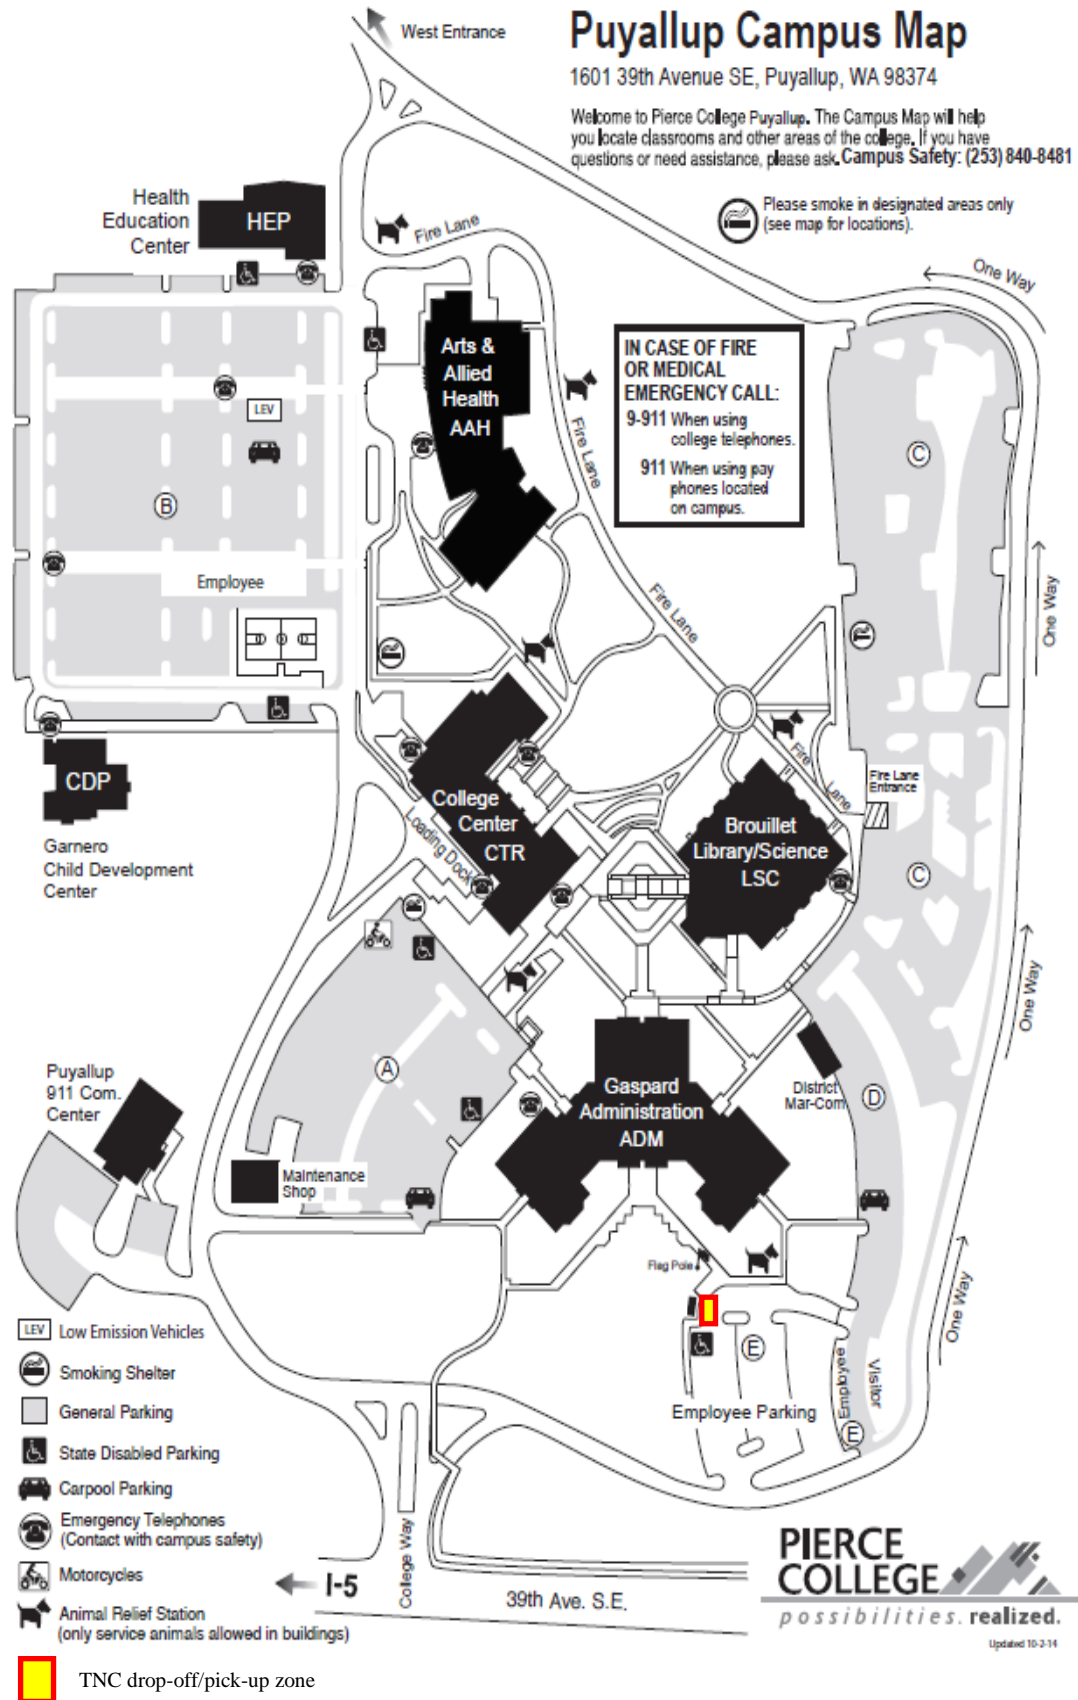 West Entrance
Puyallup Campus Map
1601 39th Avenue SE, Puyallup, WA 98374
Welcome to Pierce College Puyallup. The Campus Map will help
you locate classrooms and other areas of the college. If you have
questions or need assistance, please ask. Campus Safety: (253) 840-8481
Please smoke in designated areas only
(see map for locations).
Health
Education
Center
HEP
Fire Lane
One Way
Arts &
Allied
Health
AAH
IN CASE OF FIRE
OR MEDICAL
EMERGENCY CALL:
9-911 When using
college telephones.
911 When using pay
phones located
on campus.
LEV
B
Employee
Fire Lane
C
One Way
Fire Lane
CDP
Garnero
Child Development
Center
College
Center
CTR
Loading Dock
Fire Lane
Fire Lane
Entrance
Brouillet
Library/Science
LSC
C
One Way
A
Puyallup
911 Com.
Center
Maintenance
Shop
Gaspard
Administration
ADM
District
Mar-Com
D
Flag Pole
One Way
E
Employee Parking
Employee
Visitor
E
LEV Low Emission Vehicles
Smoking Shelter
General Parking
State Disabled Parking
Carpool Parking
Emergency Telephones
(Contact with campus safety)
Motorcycles
Animal Relief Station
(only service animals allowed in buildings)
TNC drop-off/pick-up zone
I-5
College Way
39th Ave. S.E.
PIERCE
COLLEGE
possibilities. realized.
Updated 10-2-14